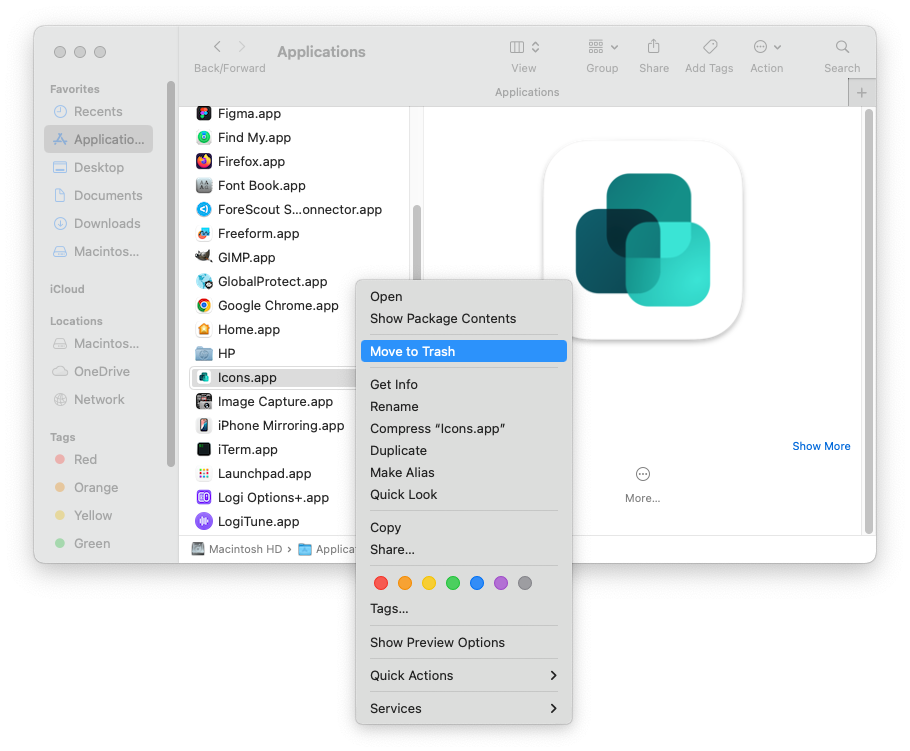 Applications
Back/Forward
View
Group
Share
Add Tags
Action
Search
Applications
Favorites
Recents
Applicatio...
Desktop
Documents
Downloads
Macintos...
iCloud
Locations
Macintos...
OneDrive
Network
Tags
Red
Orange
Yellow
Green
Figma.app
Find My.app
Firefox.app
Font Book.app
ForeScout S...onnector.app
Freeform.app
GIMP.app
GlobalProtect.app
Google Chrome.app
Home.app
HP
Icons.app
Image Capture.app
iPhone Mirroring.app
iTerm.app
Launchpad.app
Logi Options+.app
LogiTune.app
Macintosh HD › Applica
Open
Show Package Contents
Move to Trash
Get Info
Rename
Compress “Icons.app”
Duplicate
Make Alias
Quick Look
Copy
Share...
Tags...
Show Preview Options
Quick Actions
Services
Show More
More...